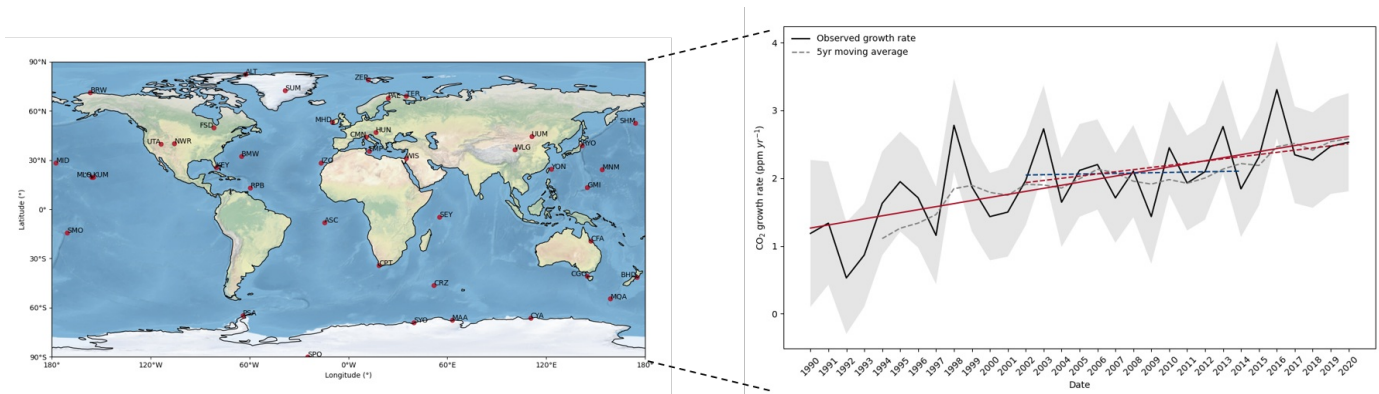 90°N
60°N
30°N
0°
30°S
60°S
90°S
Latitude (°)
ALT
ZEP
BRW
SUM
PAL TER
FSD
MHD
SHM
UTA NWR
CMN HUN
UUM
BMW
LMP
WLG
RYO
MID
KEY
IZO
WIS
YON
MNM
MLO KUM
RPB
GMI
SMO
ASC
SEY
CFA
CPT
CGO
BHD
CRZ
MQA
PSA
SYO
MAA
CYA
SPO
180°
120°W
60°W
0°W
60°E
120°E
180°
Longitude (°)
Observed growth rate
5yr moving average
4
3
2
1
0
CO₂ growth rate (ppm yr⁻¹)
1990 1991 1992 1993 1994 1995 1996 1997 1998 1999 2000 2001 2002 2003 2004 2005 2006 2007 2008 2009 2010 2011 2012 2013 2014 2015 2016 2017 2018 2019 2020
Date